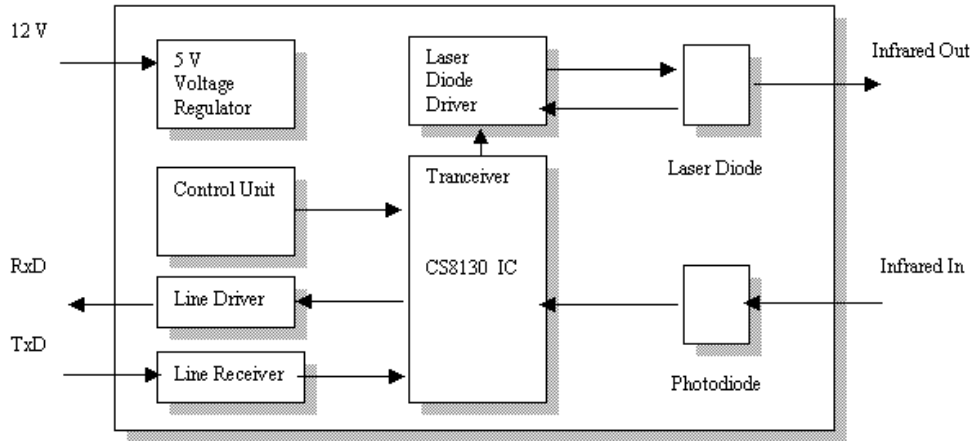 12 V
5 V
Voltage
Regulator
Laser
Diode
Driver
Infrared Out
Laser Diode
Control Unit
Tranceiver
CS8130 IC
RxD
Line Driver
Infrared In
TxD
Line Receiver
Photodiode